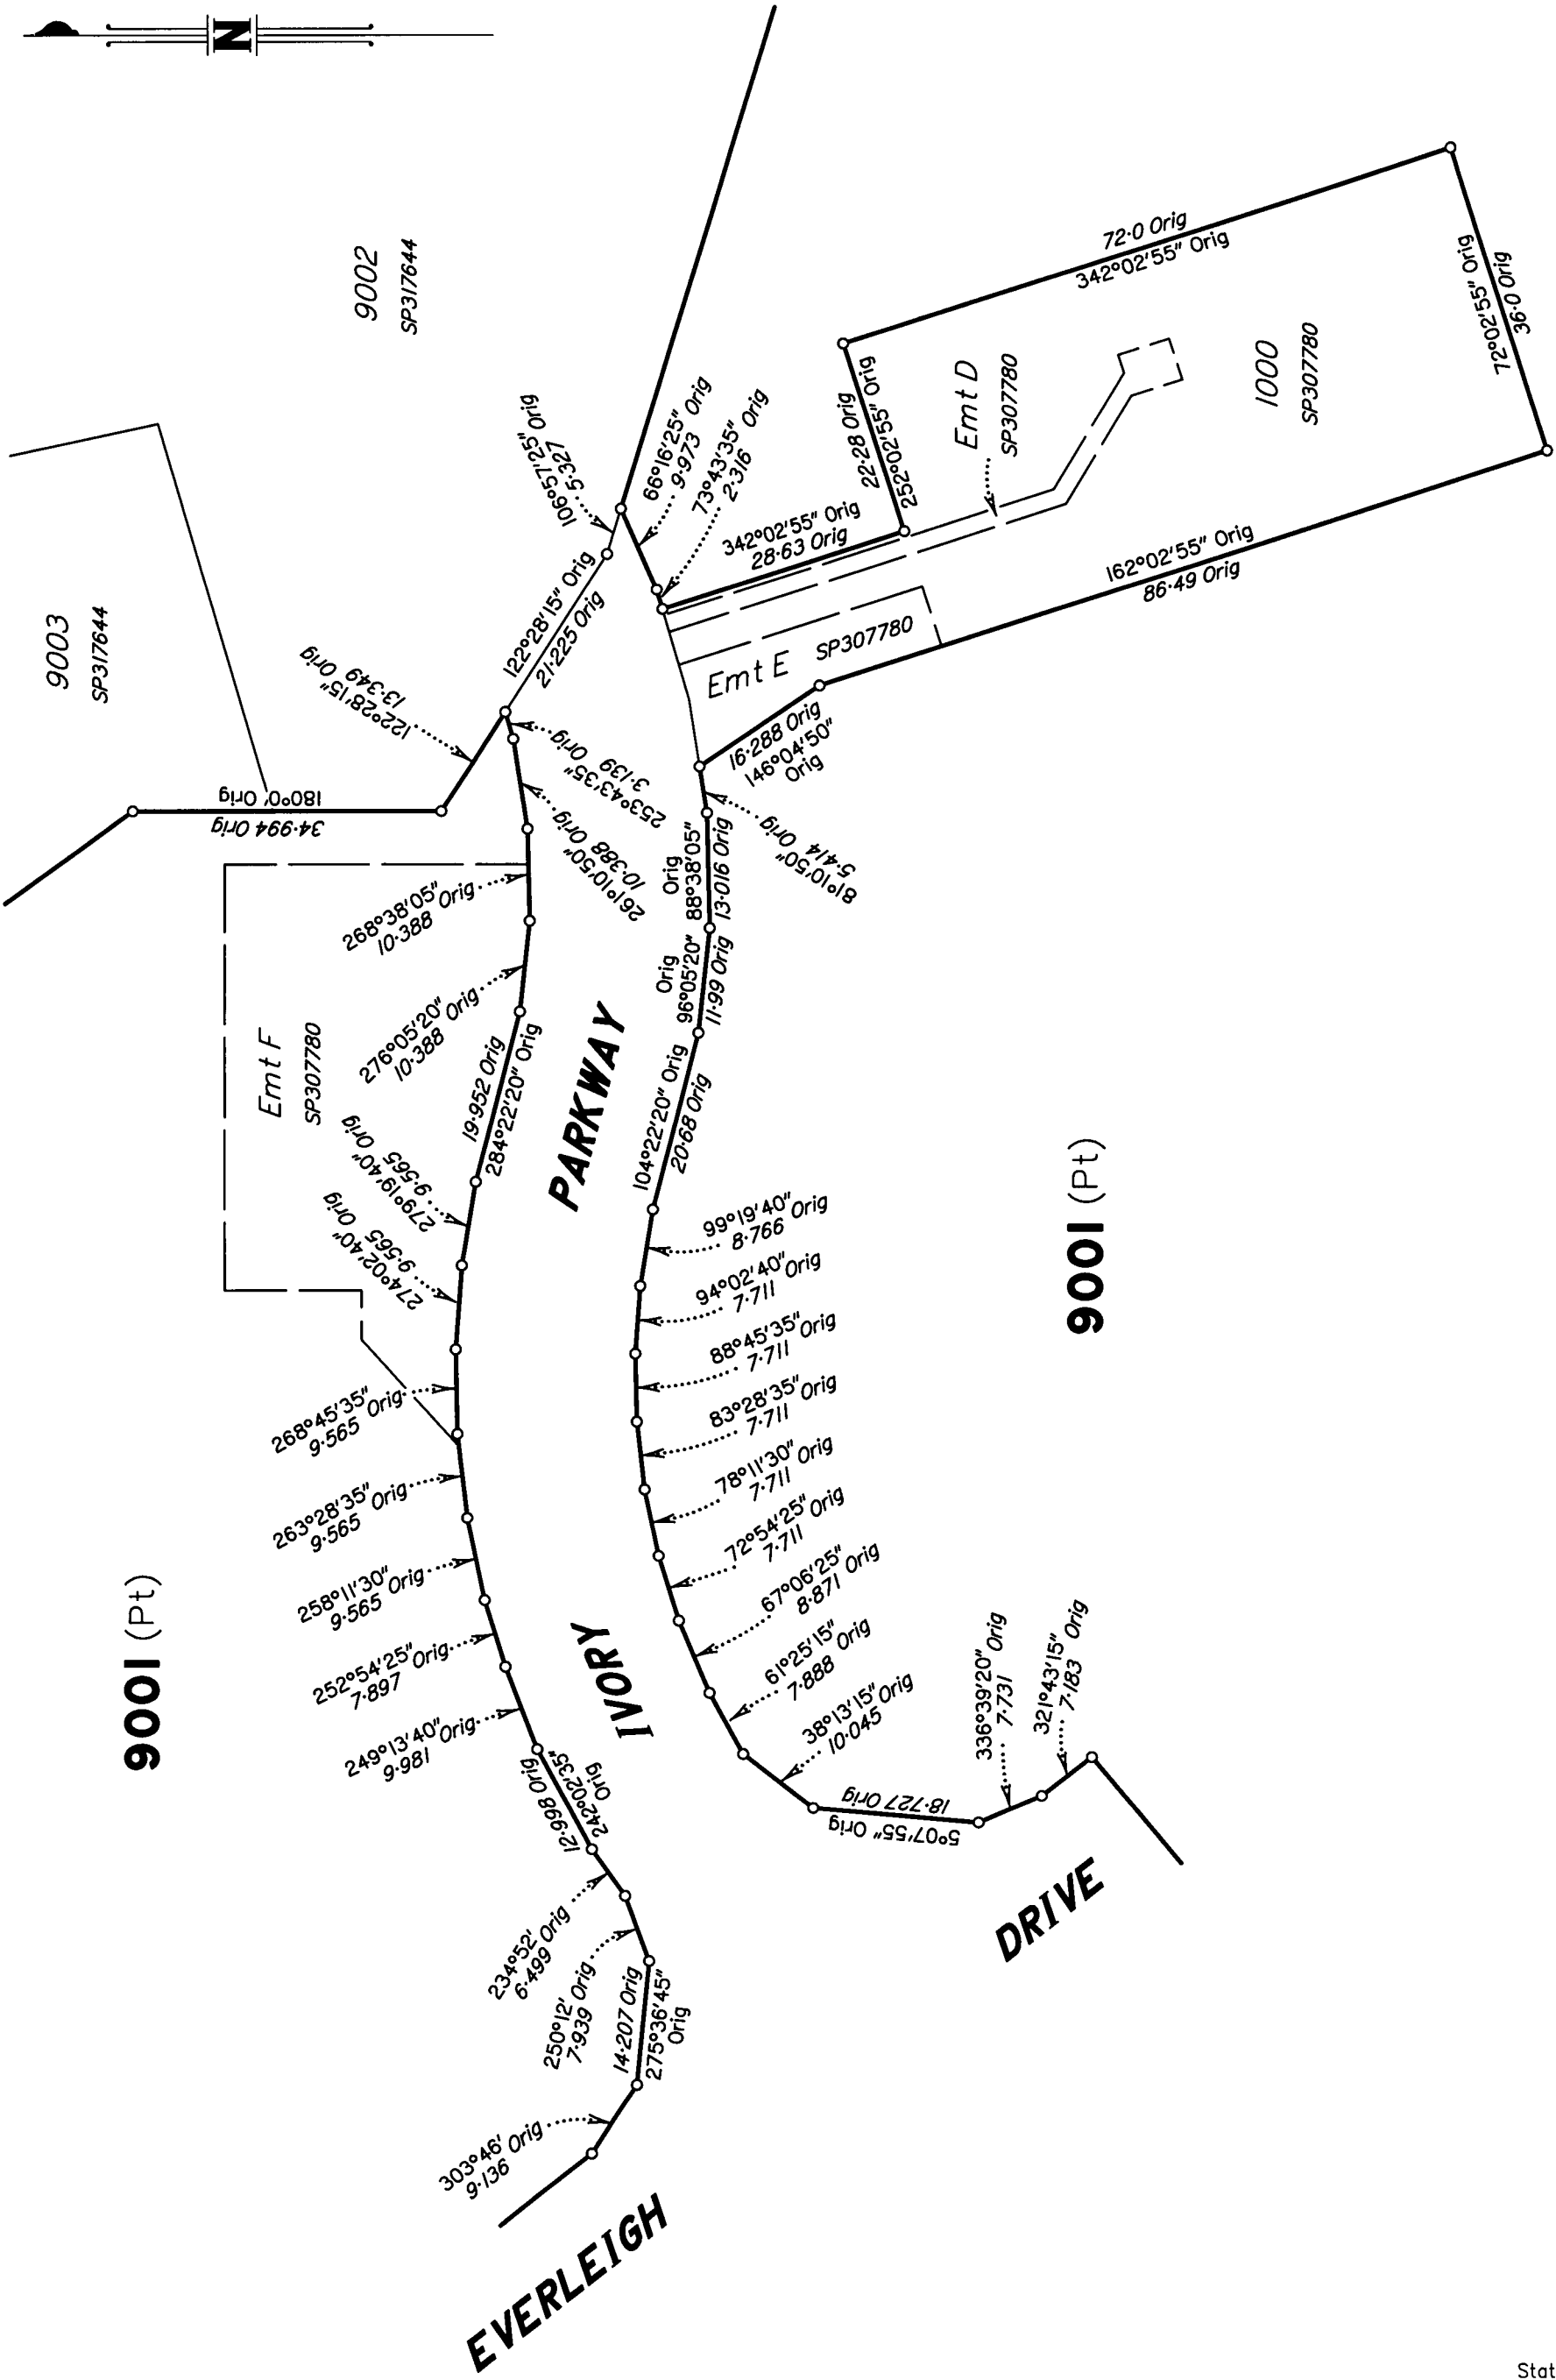 N
9003
SP317644
9002
SP317644
180°0' Orig
34·994 Orig
122°28'15" Orig
13·349
122°28'15" Orig
21·225 Orig
106°57'25" Orig
5·327
66°16'25" Orig
9·973
73°43'35" Orig
2·316
342°02'55" Orig
28·63 Orig
22·28 Orig
252°02'55" Orig
72·0 Orig
342°02'55" Orig
72°02'55" Orig
36·0 Orig
162°02'55" Orig
86·49 Orig
Emt D
SP307780
1000
SP307780
Emt E SP307780
16·288 Orig
146°04'50"
Orig
253°43'35" Orig
3·139
261°10'50" Orig
10·388
268°38'05" Orig
10·388
276°05'20" Orig
10·388
19·952 Orig
284°22'20" Orig
279°19'40" Orig
9·565
274°02'40" Orig
9·565
268°45'35" Orig
9·565
263°28'35" Orig
9·565
258°11'30" Orig
9·565
252°54'25" Orig
7·897
249°13'40" Orig
9·981
12·998 Orig
242°02'35"
Orig
234°52' Orig
6·499
250°12' Orig
7·939
14·207 Orig
275°36'45"
Orig
303°46' Orig
9·136
Emt F
SP307780
81°10'50" Orig
5·414
Orig
88°38'05"
13·016 Orig
Orig
96°05'20"
11·99 Orig
104°22'20" Orig
20·68 Orig
99°19'40" Orig
8·766
94°02'40" Orig
7·711
88°45'35" Orig
7·711
83°28'35" Orig
7·711
78°11'30" Orig
7·711
72°54'25" Orig
7·711
67°06'25" Orig
8·871
61°25'15" Orig
7·888
38°13'15" Orig
10·045
18·727 Orig
5°07'55" Orig
336°39'20" Orig
7·731
321°43'15" Orig
7·183
9001 (Pt)
9001 (Pt)
IVORY PARKWAY
EVERLEIGH DRIVE
Stat